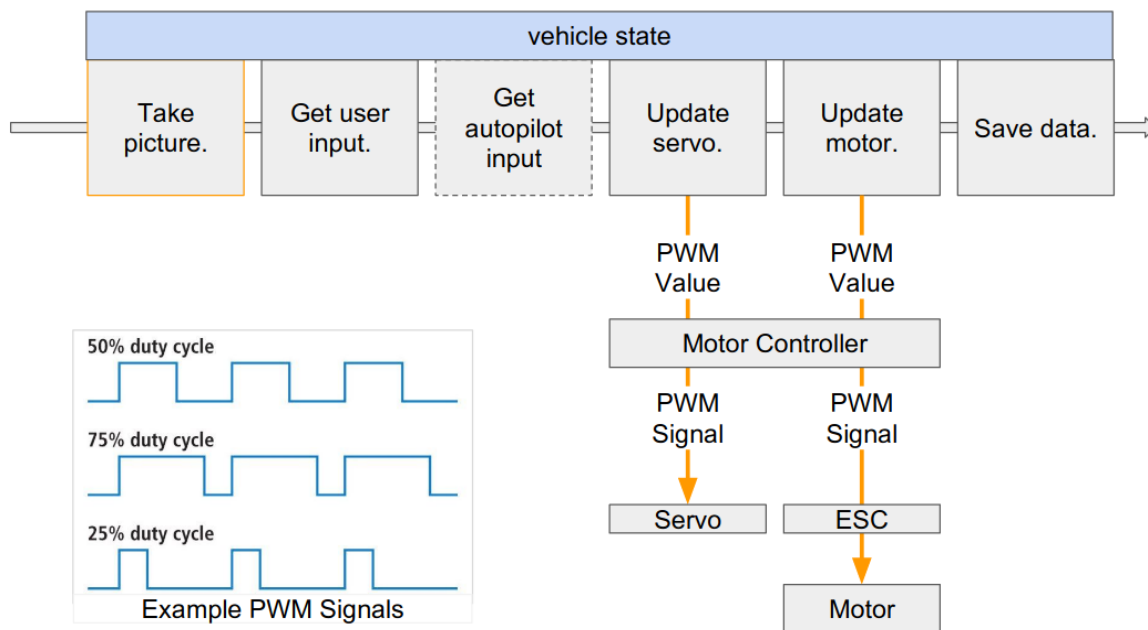 vehicle state
Take
picture.
Get user
input.
Get
autopilot
input
Update
servo.
Update
motor.
Save data.
PWM
Value
PWM
Value
Motor Controller
PWM
Signal
PWM
Signal
Servo
ESC
Motor
50% duty cycle
75% duty cycle
25% duty cycle
Example PWM Signals